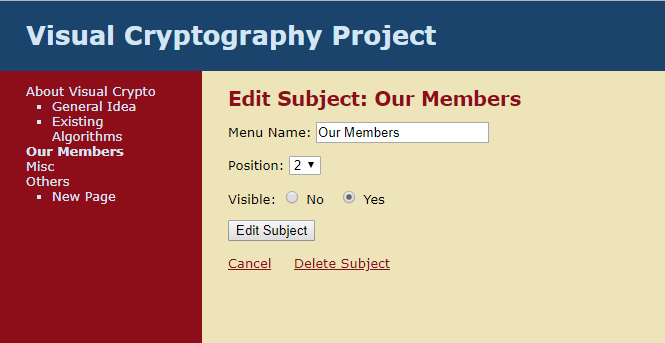 Visual Cryptography Project
About Visual Crypto
General Idea
Existing
Algorithms
Our Members
Misc
Others
New Page
Edit Subject: Our Members
Menu Name: Our Members
Position: 2
Visible: No Yes
Edit Subject
Cancel Delete Subject